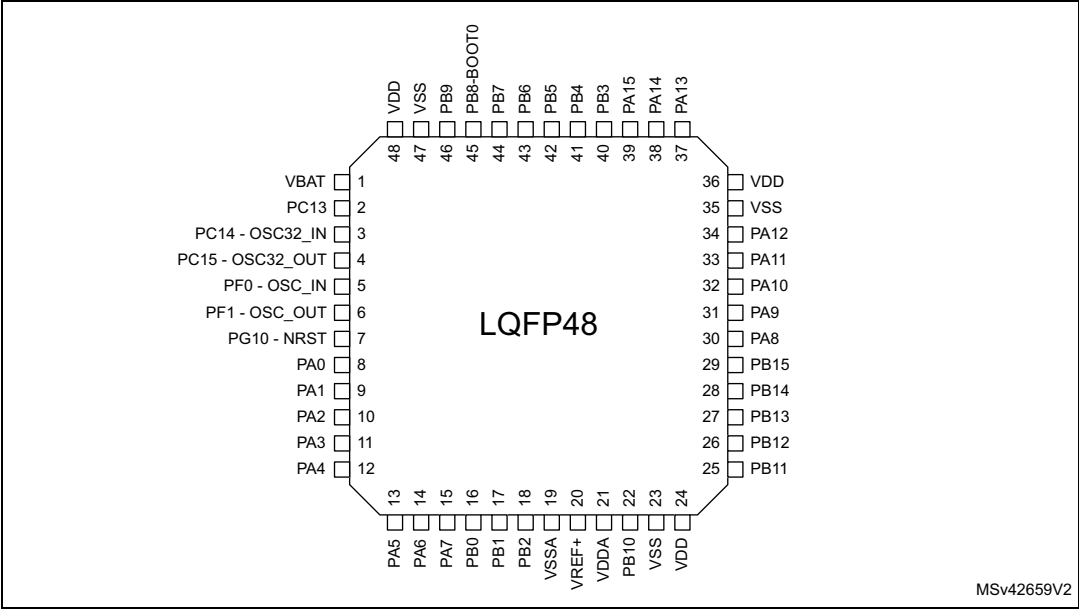 VDD
VSS
PB9
PB8-BOOT0
PB7
PB6
PB5
PB4
PB3
PA15
PA14
PA13
48
47
46
45
44
43
42
41
40
39
38
37
VBAT 1
PC13 2
PC14 - OSC32_IN 3
PC15 - OSC32_OUT 4
PF0 - OSC_IN 5
PF1 - OSC_OUT 6
PG10 - NRST 7
PA0 8
PA1 9
PA2 10
PA3 11
PA4 12
LQFP48
36 VDD
35 VSS
34 PA12
33 PA11
32 PA10
31 PA9
30 PA8
29 PB15
28 PB14
27 PB13
26 PB12
25 PB11
13
14
15
16
17
18
19
20
21
22
23
24
PA5
PA6
PA7
PB0
PB1
PB2
VSSA
VREF+
VDDA
PB10
VSS
VDD
MSv42659V2